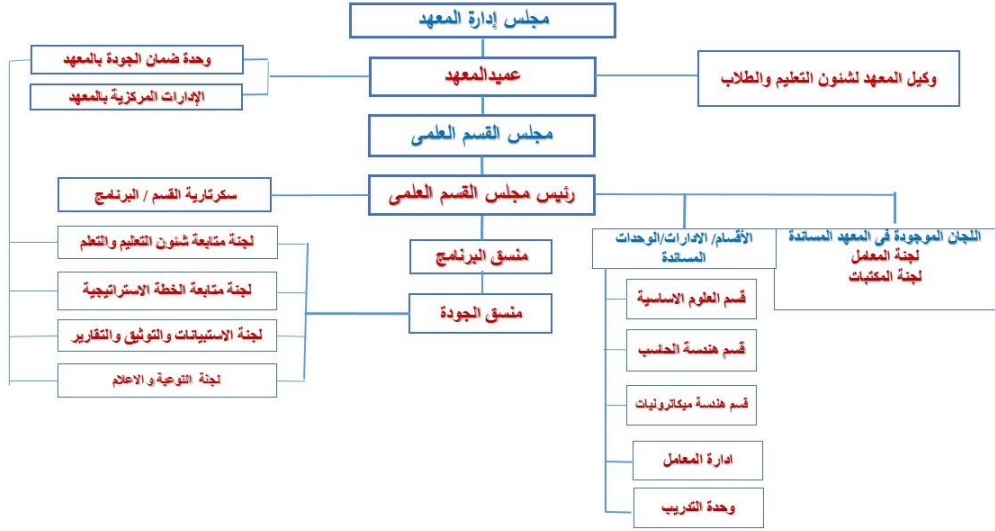 مجلس إدارة المعهد
وحدة ضمان الجودة بالمعهد
عميدالمعهد
وكيل المعهد لشئون التعليم والطلاب
الإدارات المركزية بالمعهد
مجلس القسم العلمى
رئيس مجلس القسم العلمى
سكرتارية القسم / البرنامج
اللجان الموجودة فى المعهد المساندة
لجنة المعامل
لجنة المكتبات
الأقسام/ الادارات/الوحدات
المساندة
منسق البرنامج
لجنة متابعة شئون التعليم والتعلم
قسم العلوم الاساسية
لجنة متابعة الخطة الاستراتيجية
منسق الجودة
قسم هندسة الحاسب
لجنة الاستبيانات والتوثيق والتقارير
لجنة التوعية و الاعلام
قسم هندسة ميكاترونيات
ادارة المعامل
وحدة التدريب